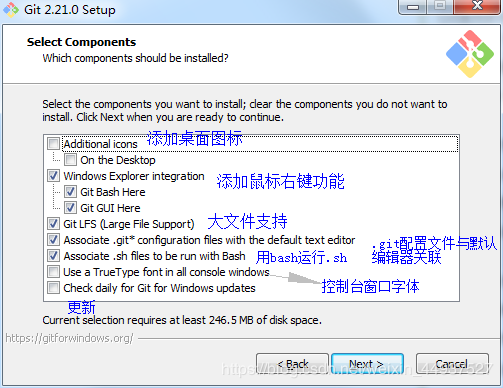 Git 2.21.0 Setup
Select Components
Which components should be installed?
Select the components you want to install; clear the components you do not want to
install. Click Next when you are ready to continue.
Additional icons 添加桌面图标
On the Desktop
Windows Explorer integration 添加鼠标右键功能
Git Bash Here
Git GUI Here
Git LFS (Large File Support) 大文件支持
Associate .git* configuration files with the default text editor .git配置文件与默认
Associate .sh files to be run with Bash 用bash运行.sh 编辑器关联
Use a TrueType font in all console windows
Check daily for Git for Windows updates 控制台窗口字体
更新
Current selection requires at least 246.5 MB of disk space.
https://gitforwindows.org/
< Back Next > Cancel